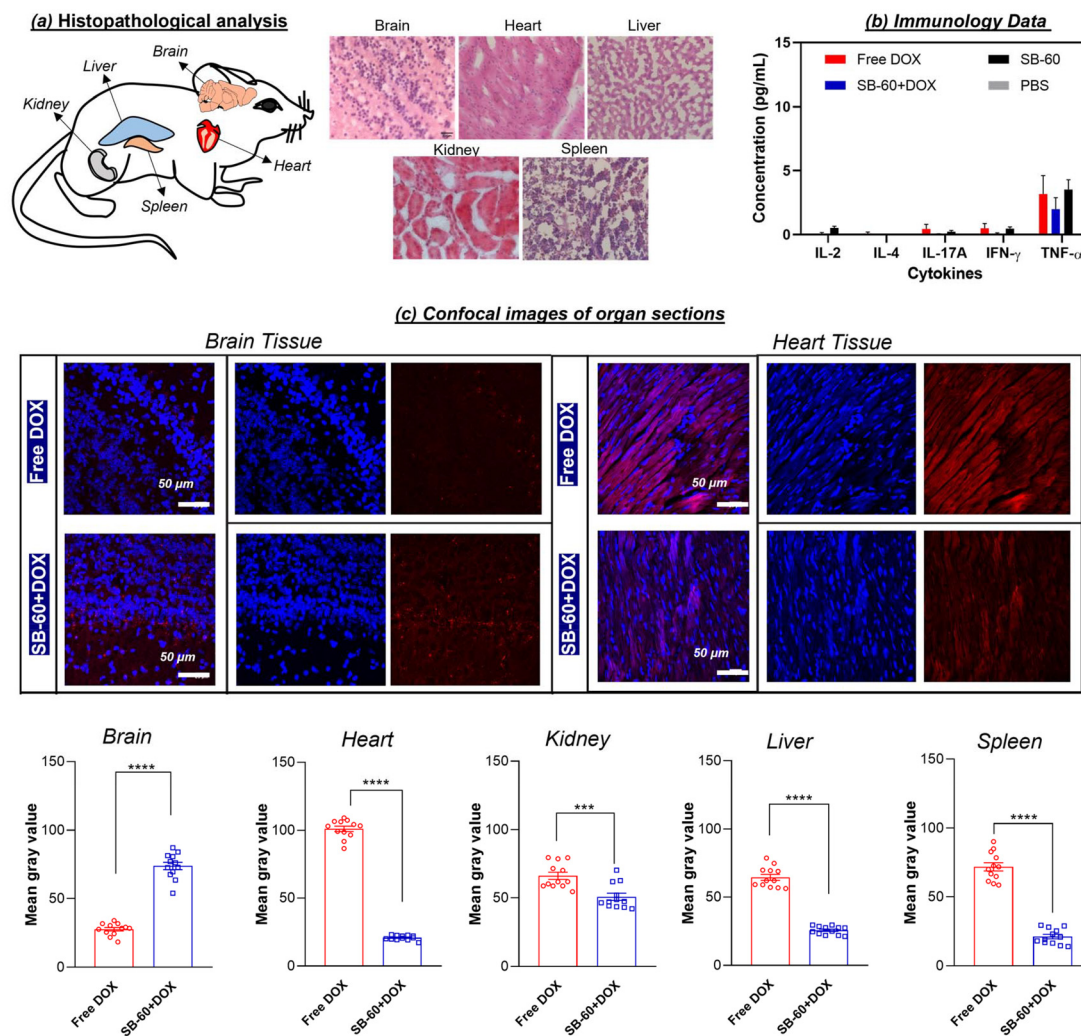 (a) Histopathological analysis
Brain
Liver
Kidney
Heart
Spleen
Brain Heart Liver
Kidney Spleen
(b) Immunology Data
Free DOX SB-60
SB-60+DOX PBS
Concentration (pg/mL)
15
10
5
0
IL-2 IL-4 IL-17A IFN-γ TNF-α
Cytokines
(c) Confocal images of organ sections
Brain Tissue Heart Tissue
Free DOX
50 µm
Free DOX
50 µm
SB-60+DOX
50 µm
SB-60+DOX
50 µm
Brain
Mean gray value
150
100
50
0
****
Free DOX
SB-60+DOX
Heart
Mean gray value
150
100
50
0
****
Free DOX
SB-60+DOX
Kidney
Mean gray value
150
100
50
0
***
Free DOX
SB-60+DOX
Liver
Mean gray value
150
100
50
0
****
Free DOX
SB-60+DOX
Spleen
Mean gray value
150
100
50
0
****
Free DOX
SB-60+DOX